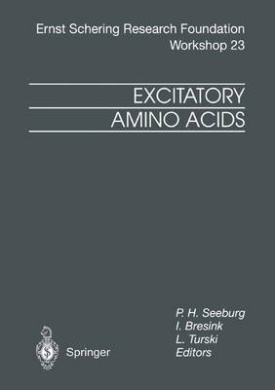 Ernst Schering Research Foundation
Workshop 23
EXCITATORY
AMINO ACIDS
P. H. Seeburg
I. Bresink
L. Turski
Editors
Springer